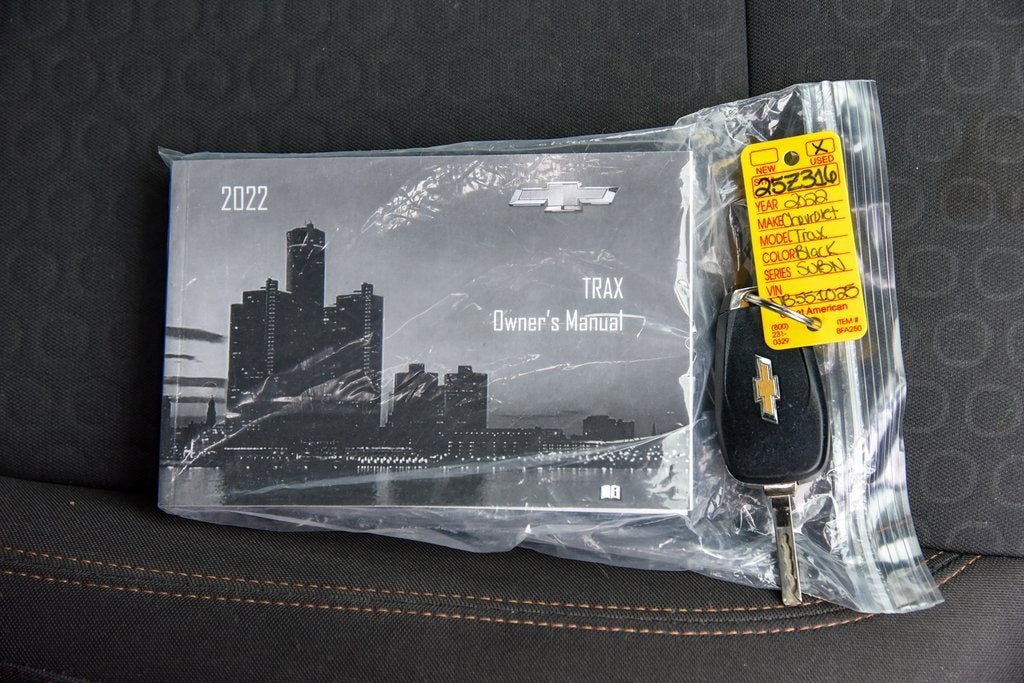 2022
TRAX
Owner's Manual
X
NEW USED
25Z316
YEAR 2022
MAKE Chevrolet
MODEL Trax
COLOR Black
SERIES SUBN
VIN
American
(800)
231-
0329
ITEM #
8FA250